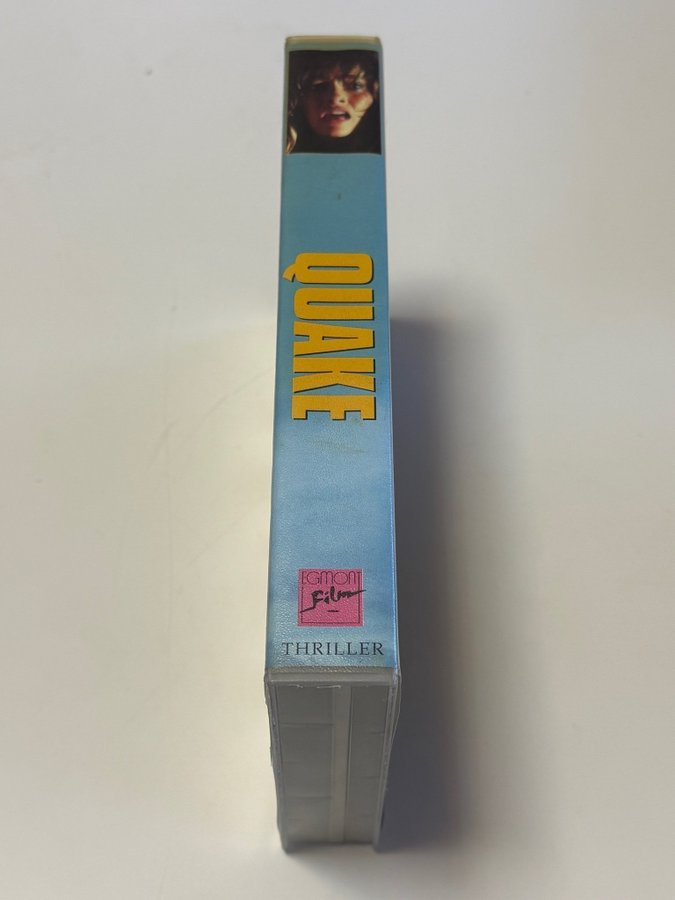 QUAKE
EGMONT
Film
THRILLER